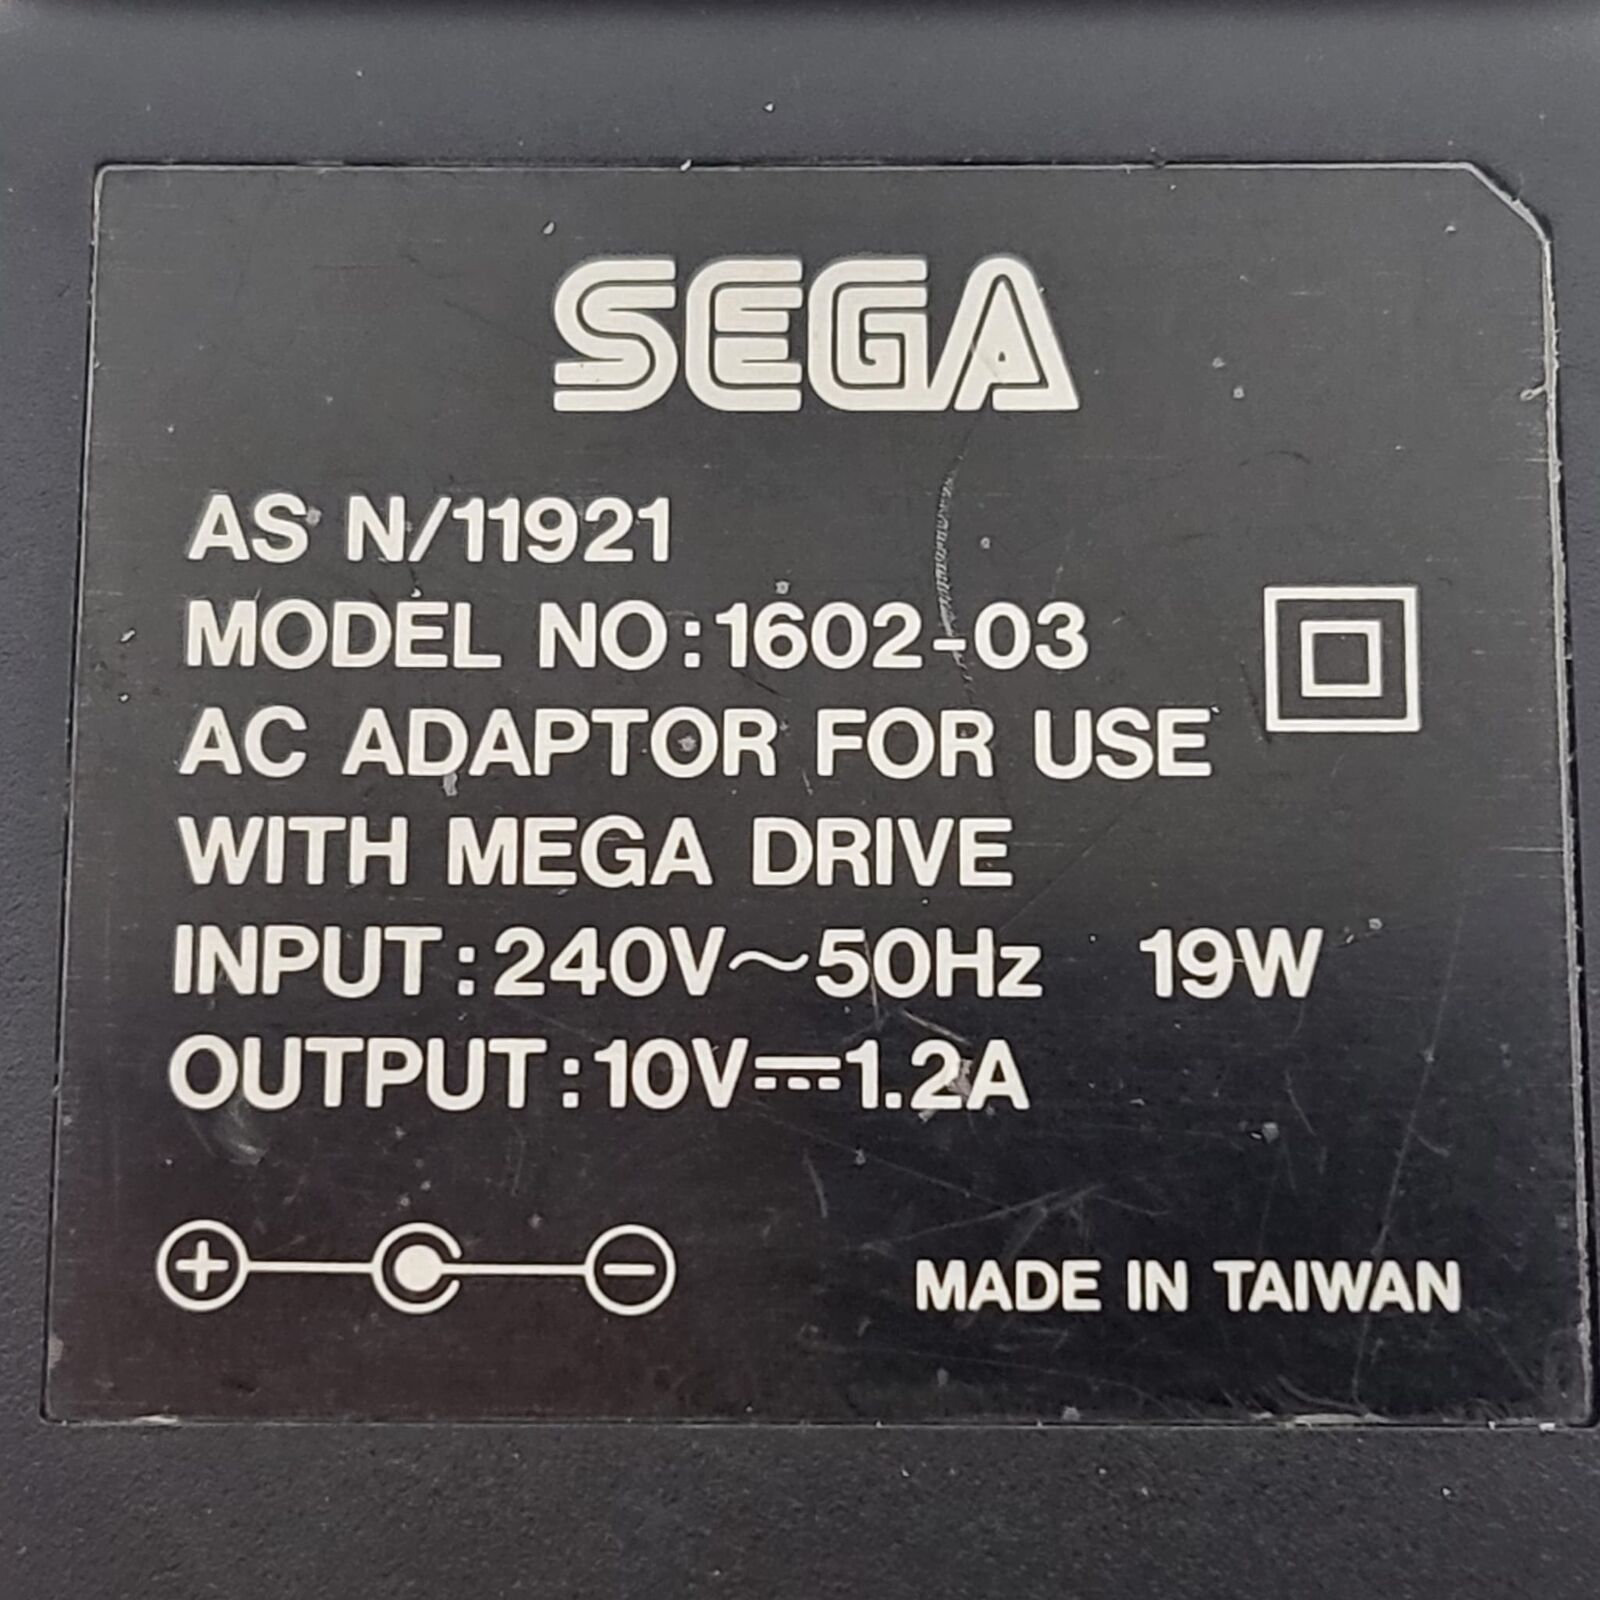 SEGA
AS N/11921
MODEL NO:1602-03
AC ADAPTOR FOR USE
WITH MEGA DRIVE
INPUT:240V～50Hz 19W
OUTPUT:10V⎓1.2A
MADE IN TAIWAN